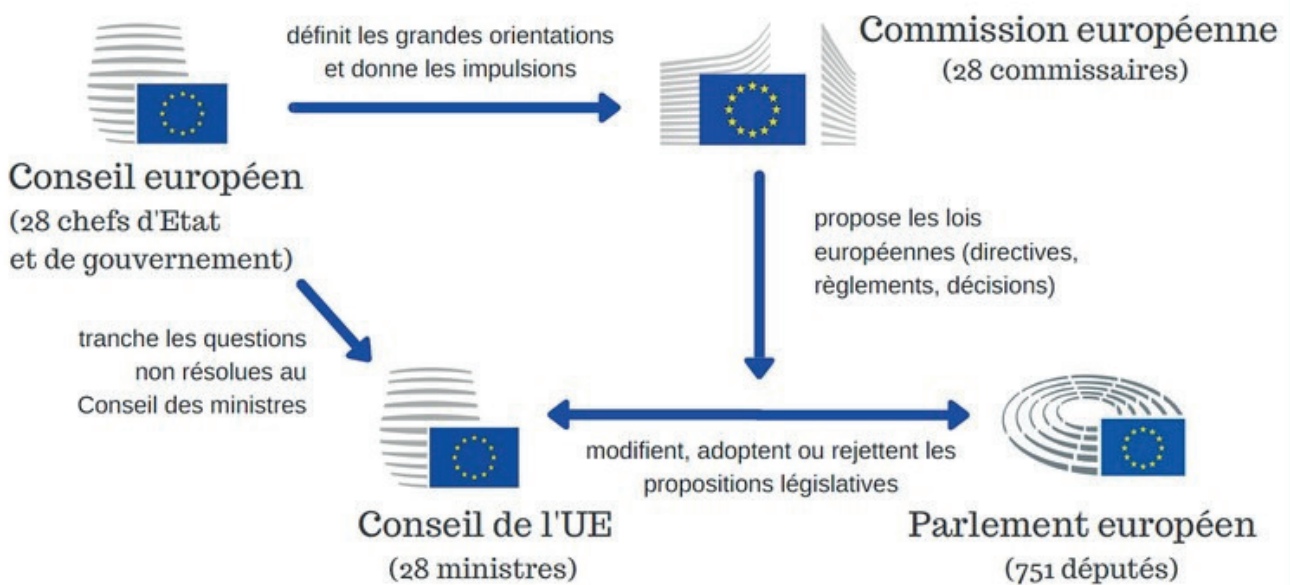 définit les grandes orientations
et donne les impulsions
Commission européenne
(28 commissaires)
Conseil européen
(28 chefs d'Etat
et de gouvernement)
propose les lois
européennes (directives,
règlements, décisions)
tranche les questions
non résolues au
Conseil des ministres
modifient, adoptent ou rejettent les
propositions législatives
Conseil de l'UE
(28 ministres)
Parlement européen
(751 députés)